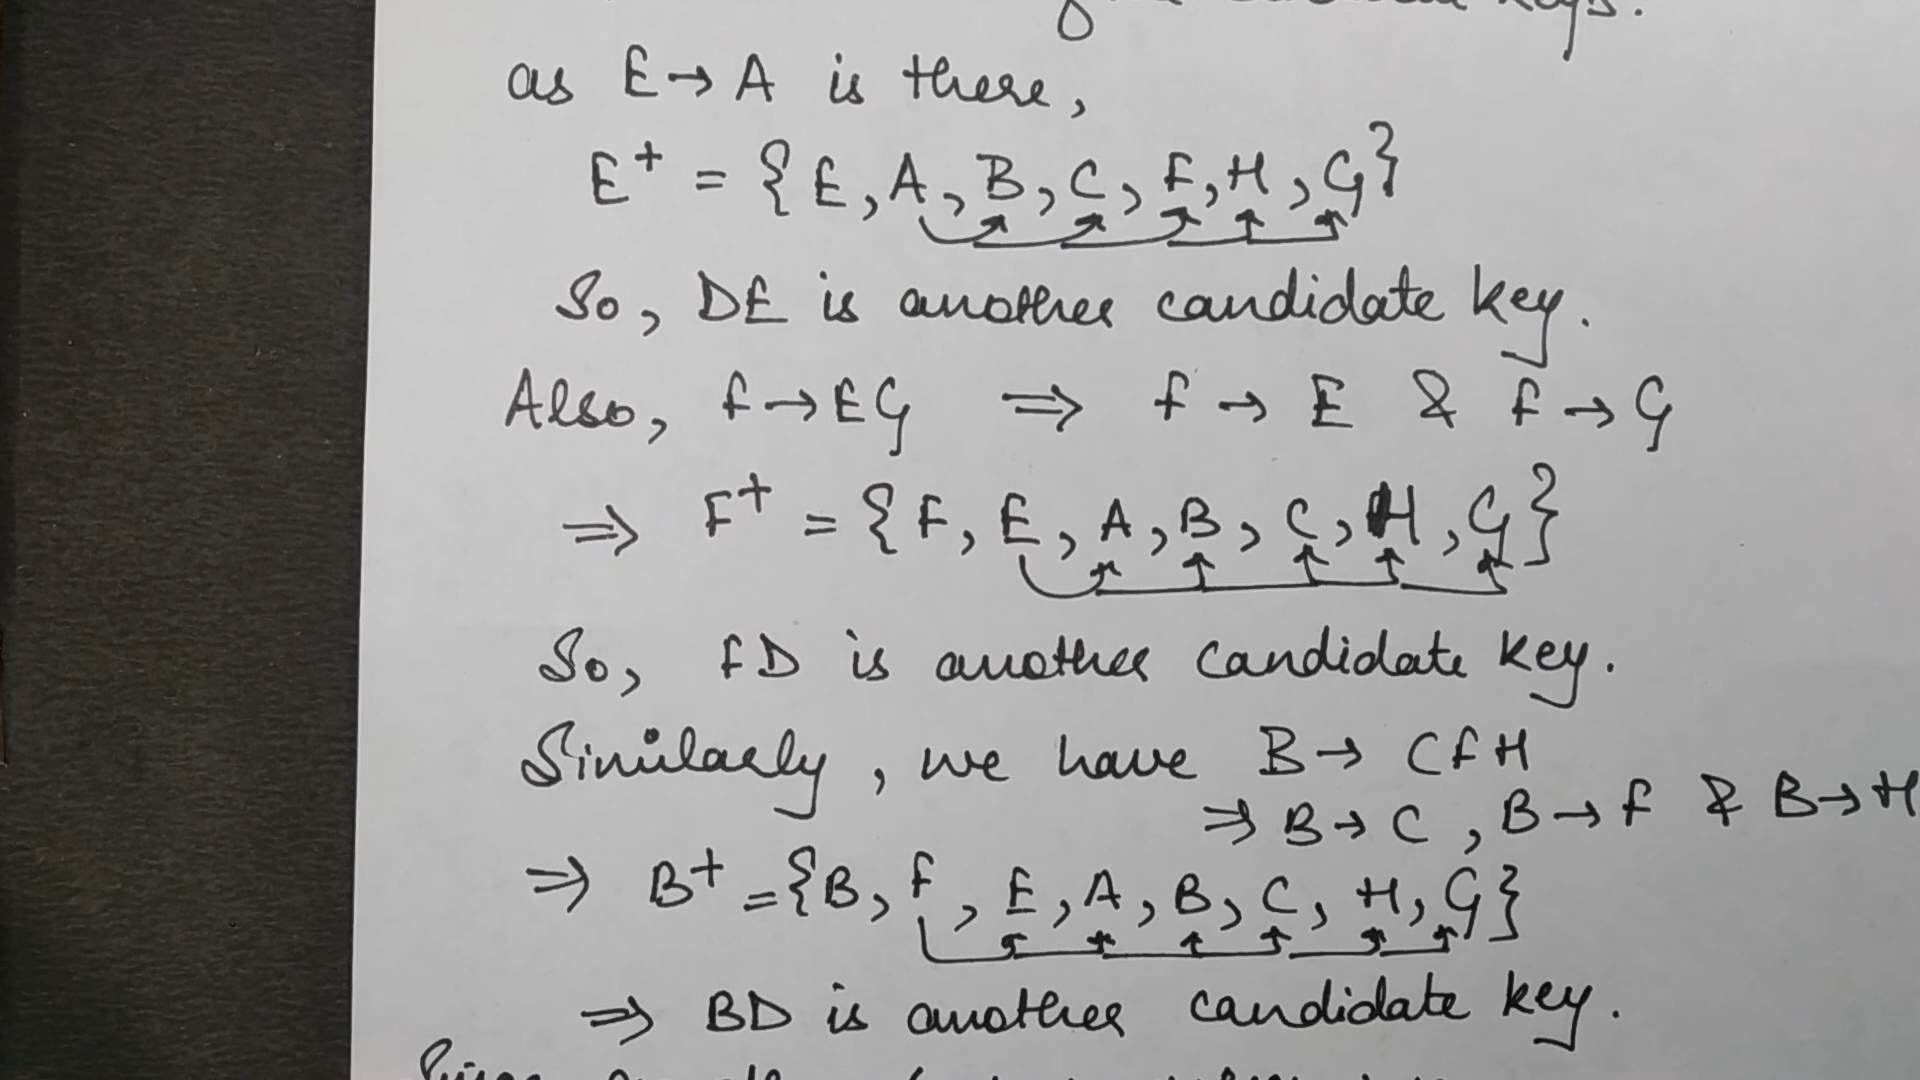 keys.
as E → A is there,
E⁺ = {E, A, B, C, F, H, G}
So, DE is another candidate key.
Also, F → EG ⇒ F → E & F → G
⇒ F⁺ = {F, E, A, B, C, H, G}
So, FD is another candidate key.
Similarly, we have B → CFH
⇒ B → C, B → F & B → H
⇒ B⁺ = {B, F, E, A, B, C, H, G}
⇒ BD is another candidate key.